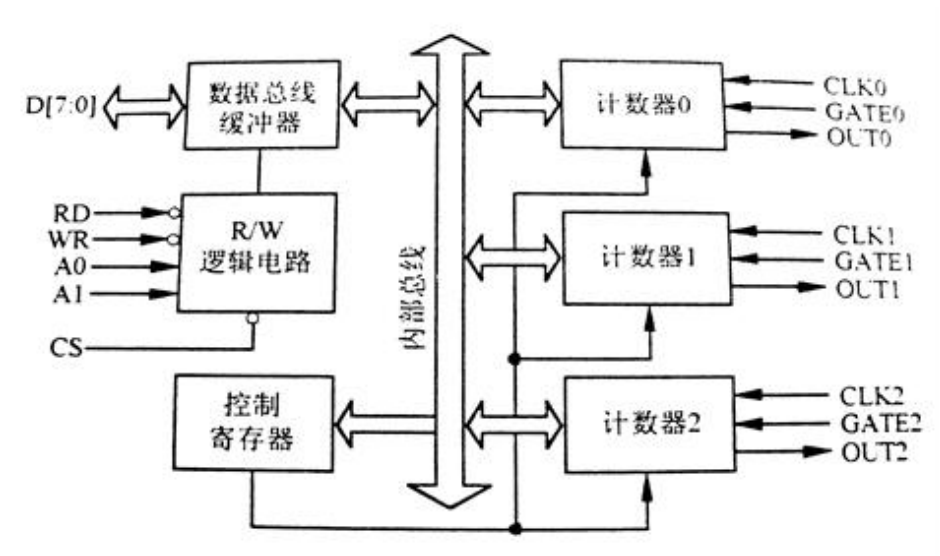 D[7:0]
数据总线
缓冲器
RD
WR
A0
A1
CS
R/W
逻辑电路
控制
寄存器
内部总线
计数器0
CLK0
GATE0
OUT0
计数器1
CLK1
GATE1
OUT1
计数器2
CLK2
GATE2
OUT2